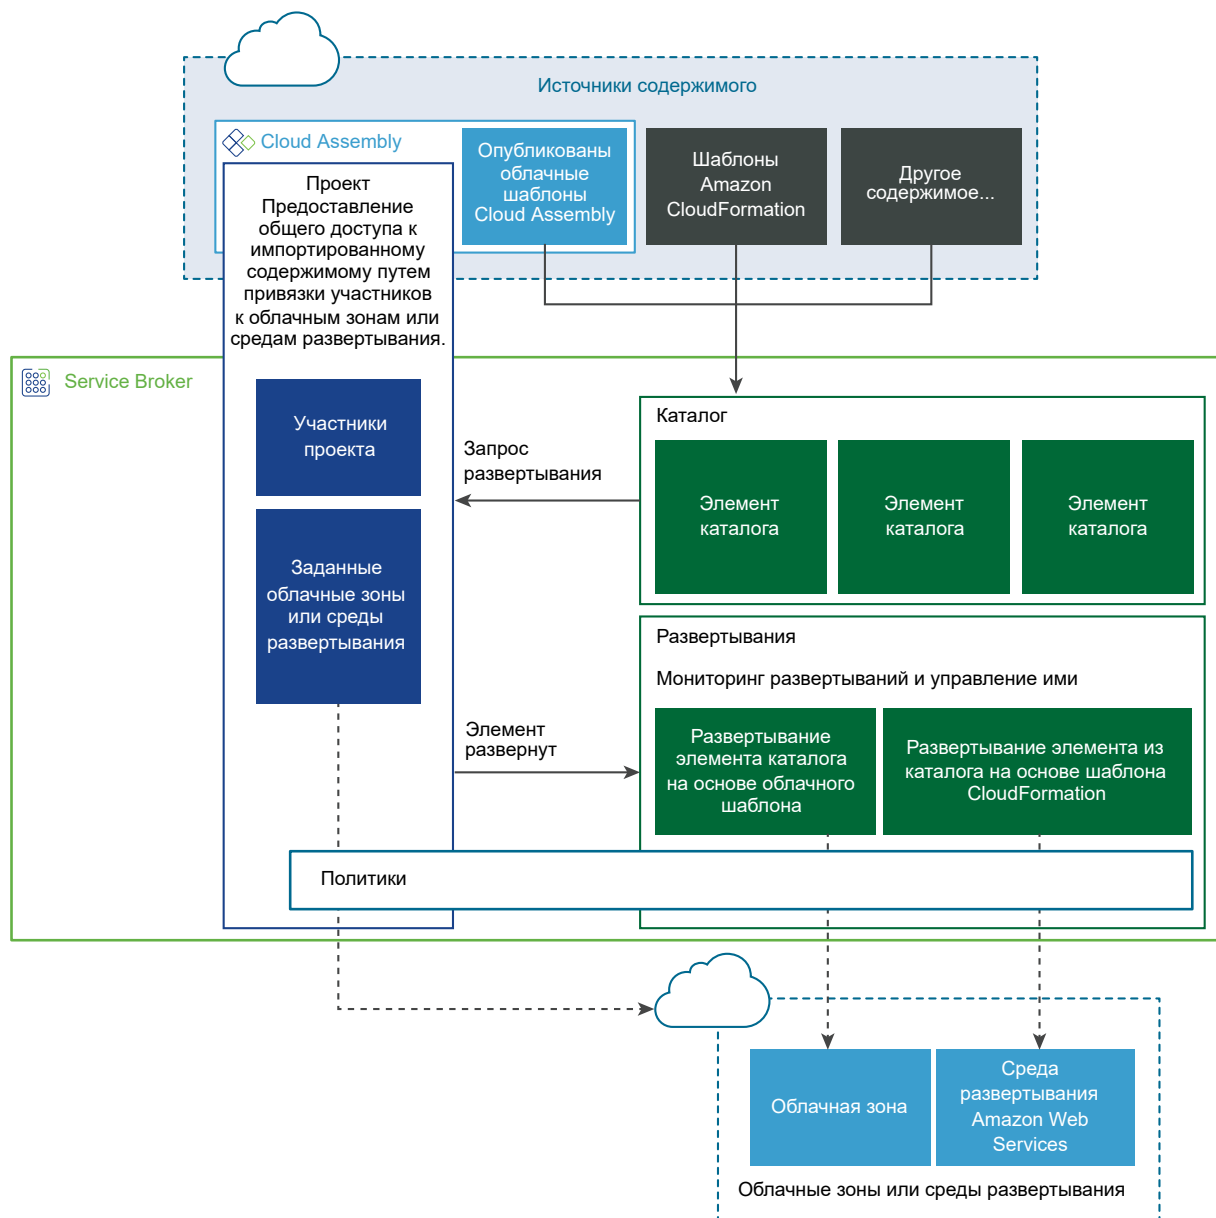 Источники содержимого
Cloud Assembly
Опубликованы
облачные
шаблоны
Cloud Assembly
Шаблоны
Amazon
CloudFormation
Другое
содержимое...
Проект
Предоставление
общего доступа к
импортированному
содержимому путем
привязки участников
к облачным зонам или
средам развертывания.
Service Broker
Участники
проекта
Заданные
облачные зоны
или среды
развертывания
Запрос
развертывания
Каталог
Элемент
каталога
Элемент
каталога
Элемент
каталога
Элемент
развернут
Развертывания
Мониторинг развертываний и управление ими
Развертывание
элемента каталога
на основе облачного
шаблона
Развертывание элемента из
каталога на основе шаблона
CloudFormation
Политики
Облачная зона
Среда
развертывания
Amazon Web
Services
Облачные зоны или среды развертывания